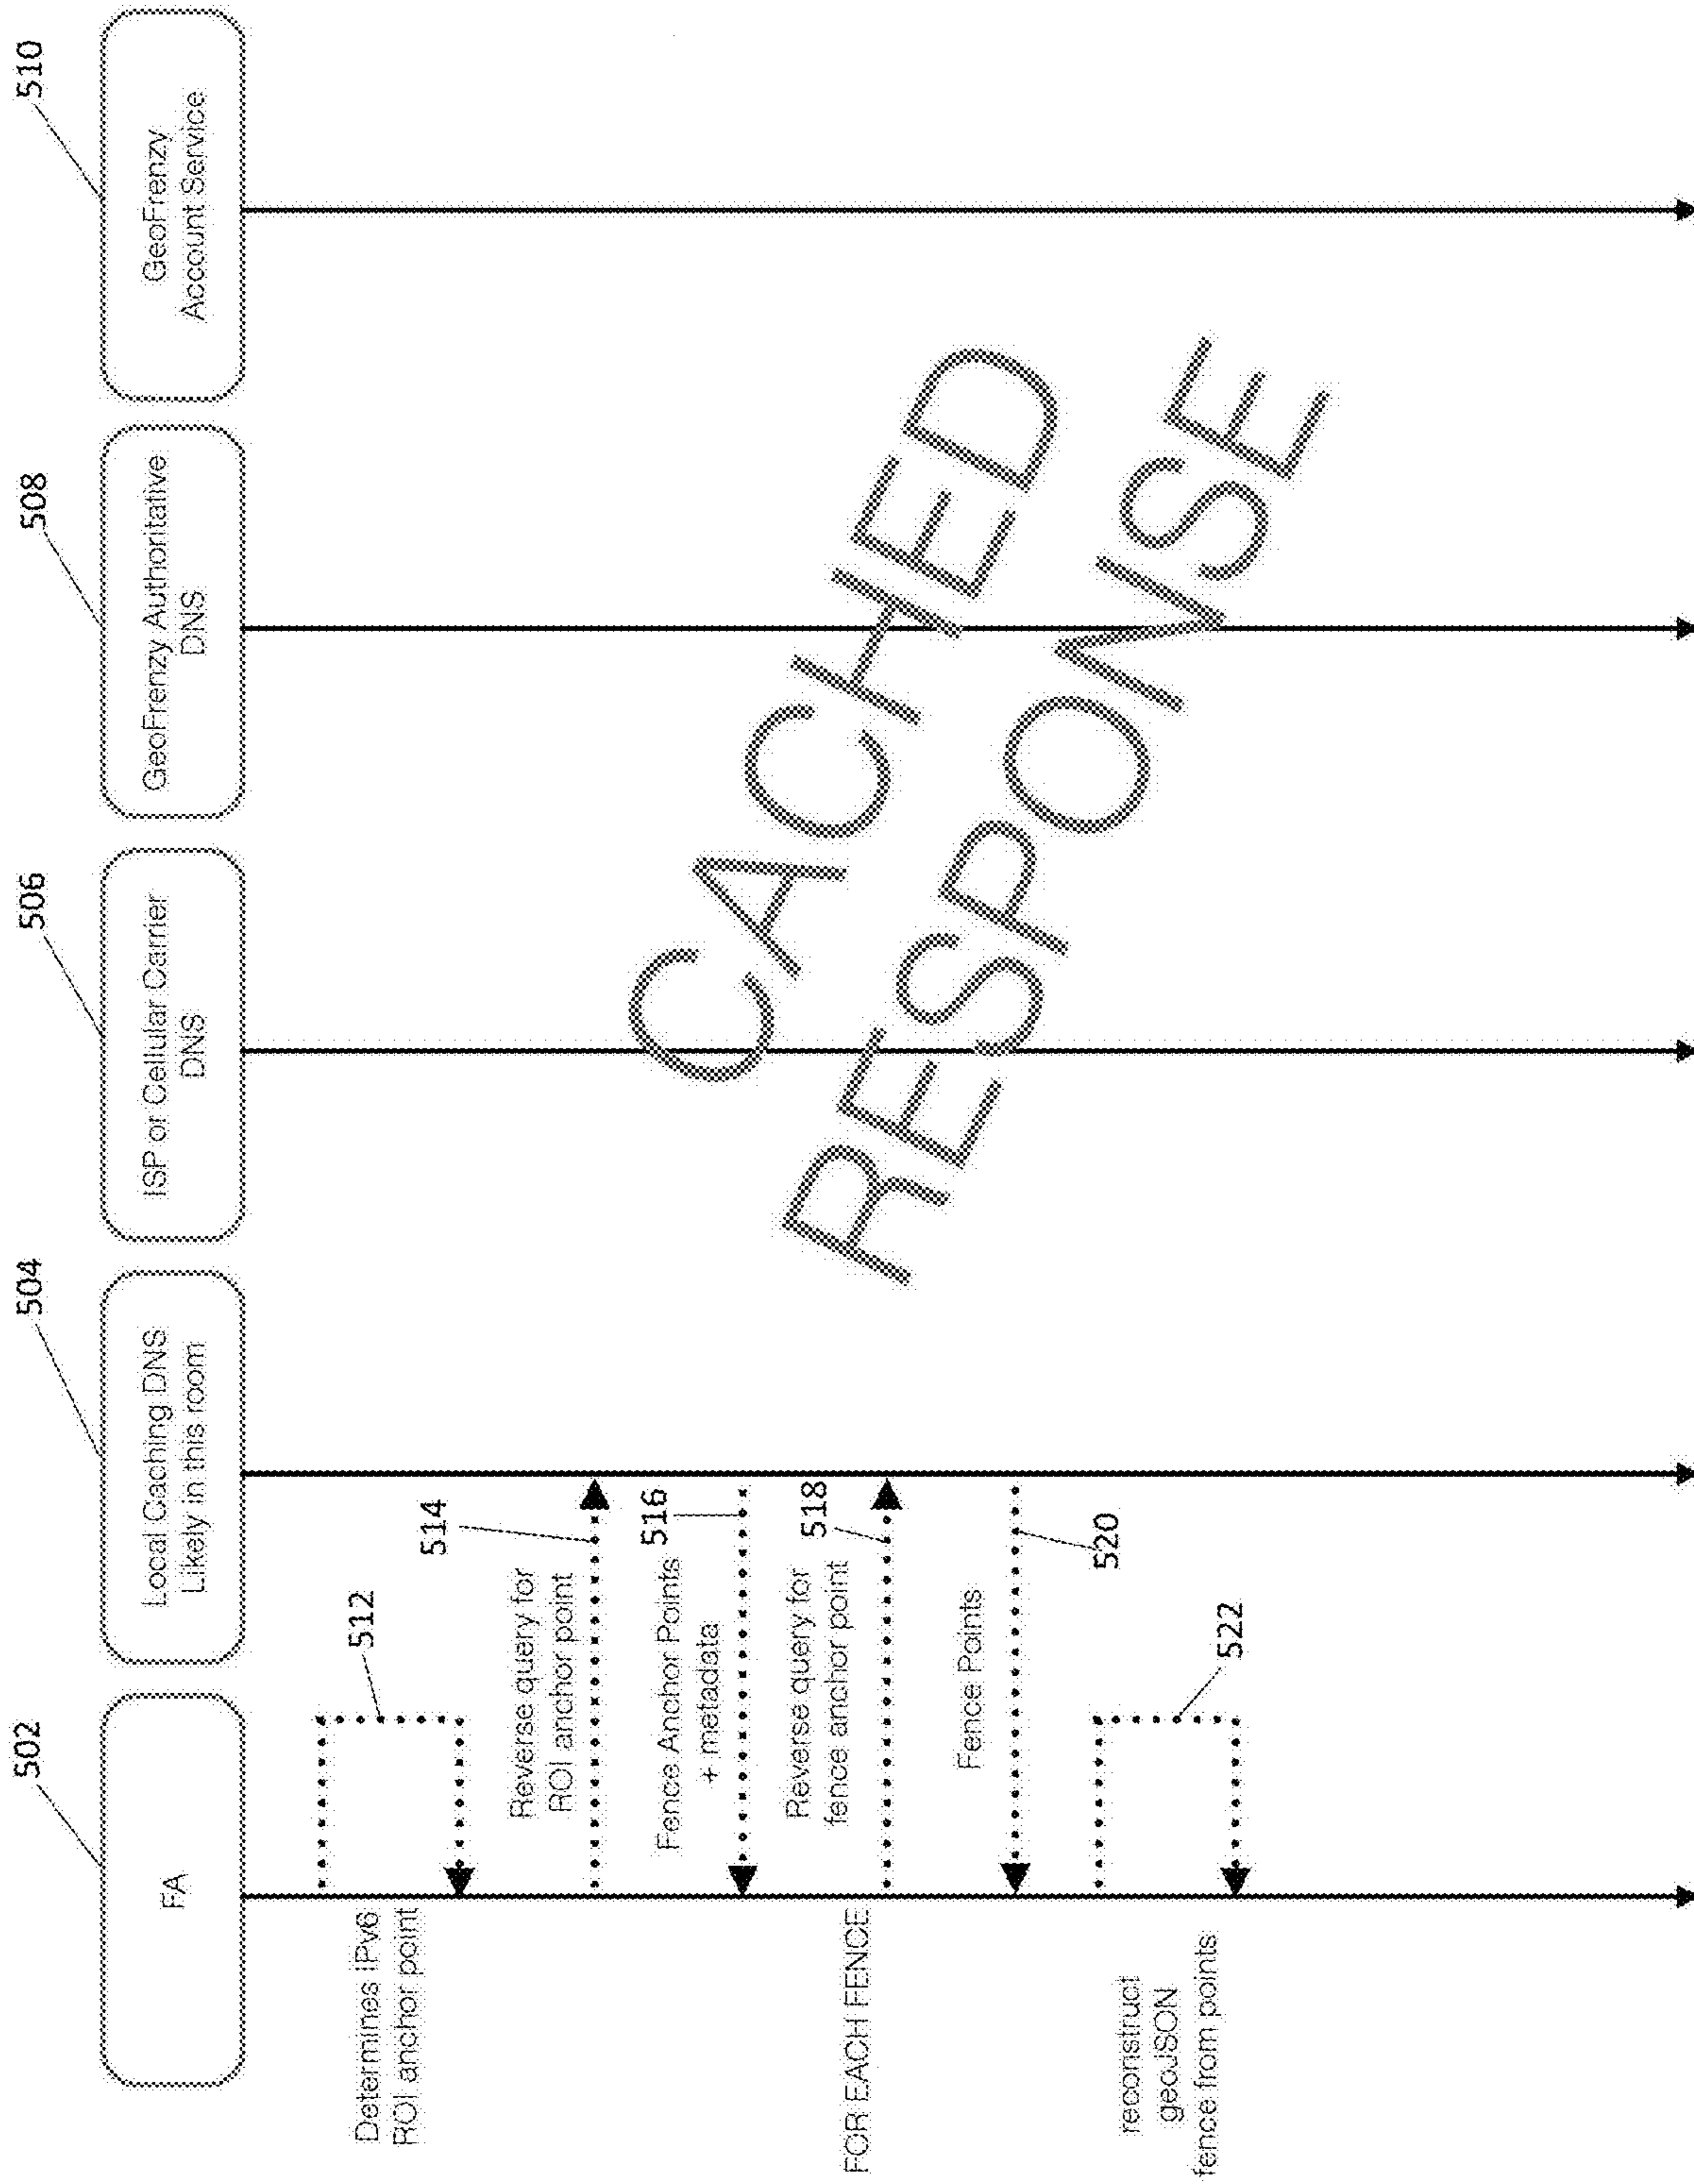 502
504
506
508
510
FA
Local Caching DNS
Likely in this room
ISP or Cellular Carrier
DNS
GeoFrenzy Authoritative
DNS
GeoFrenzy
Account Service
Determines IPv6
ROI anchor point
512
Reverse query for
ROI anchor point
514
Fence Anchor Points
+ metadata
516
FOR EACH FENCE
Reverse query for
fence anchor point
518
Fence Points
520
reconstruct
geoJSON
fence from points
522
CACHED
RESPONSE